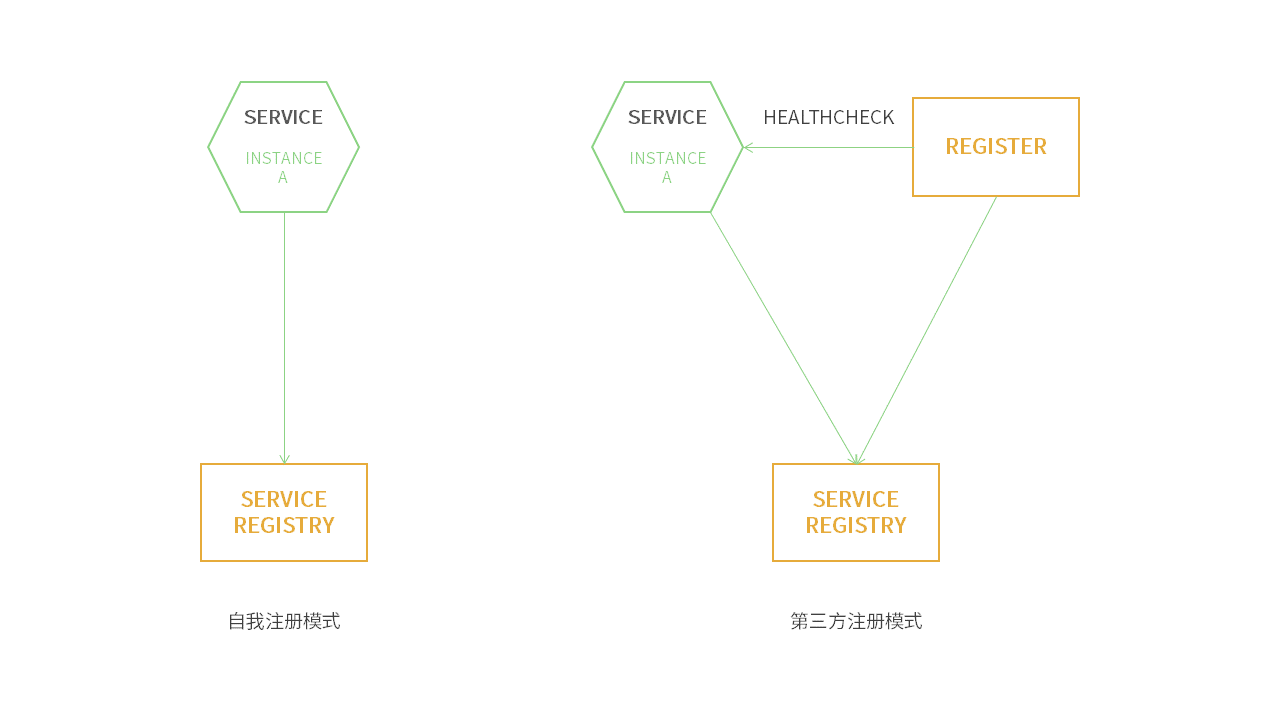 SERVICE
INSTANCE
A
SERVICE
REGISTRY
自我注册模式
SERVICE
INSTANCE
A
HEALTHCHECK
REGISTER
SERVICE
REGISTRY
第三方注册模式